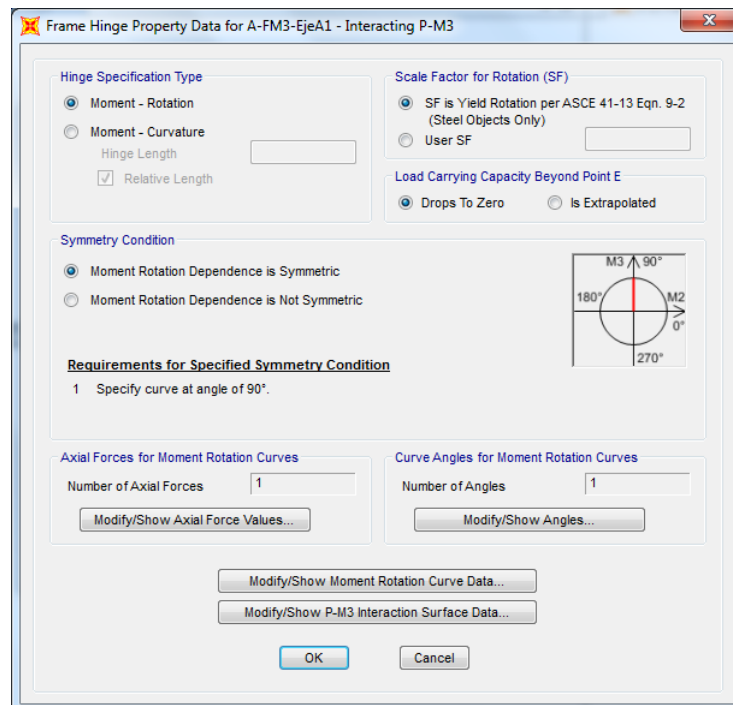 Frame Hinge Property Data for A-FM3-EjeA1 - Interacting P-M3
X
Hinge Specification Type
Moment - Rotation
Moment - Curvature
Hinge Length
Relative Length
Scale Factor for Rotation (SF)
SF is Yield Rotation per ASCE 41-13 Eqn. 9-2
(Steel Objects Only)
User SF
Load Carrying Capacity Beyond Point E
Drops To Zero
Is Extrapolated
Symmetry Condition
Moment Rotation Dependence is Symmetric
Moment Rotation Dependence is Not Symmetric
M3 90°
180° M2
0°
270°
Requirements for Specified Symmetry Condition
1 Specify curve at angle of 90°.
Axial Forces for Moment Rotation Curves
Number of Axial Forces 1
Modify/Show Axial Force Values...
Curve Angles for Moment Rotation Curves
Number of Angles 1
Modify/Show Angles...
Modify/Show Moment Rotation Curve Data...
Modify/Show P-M3 Interaction Surface Data...
OK Cancel